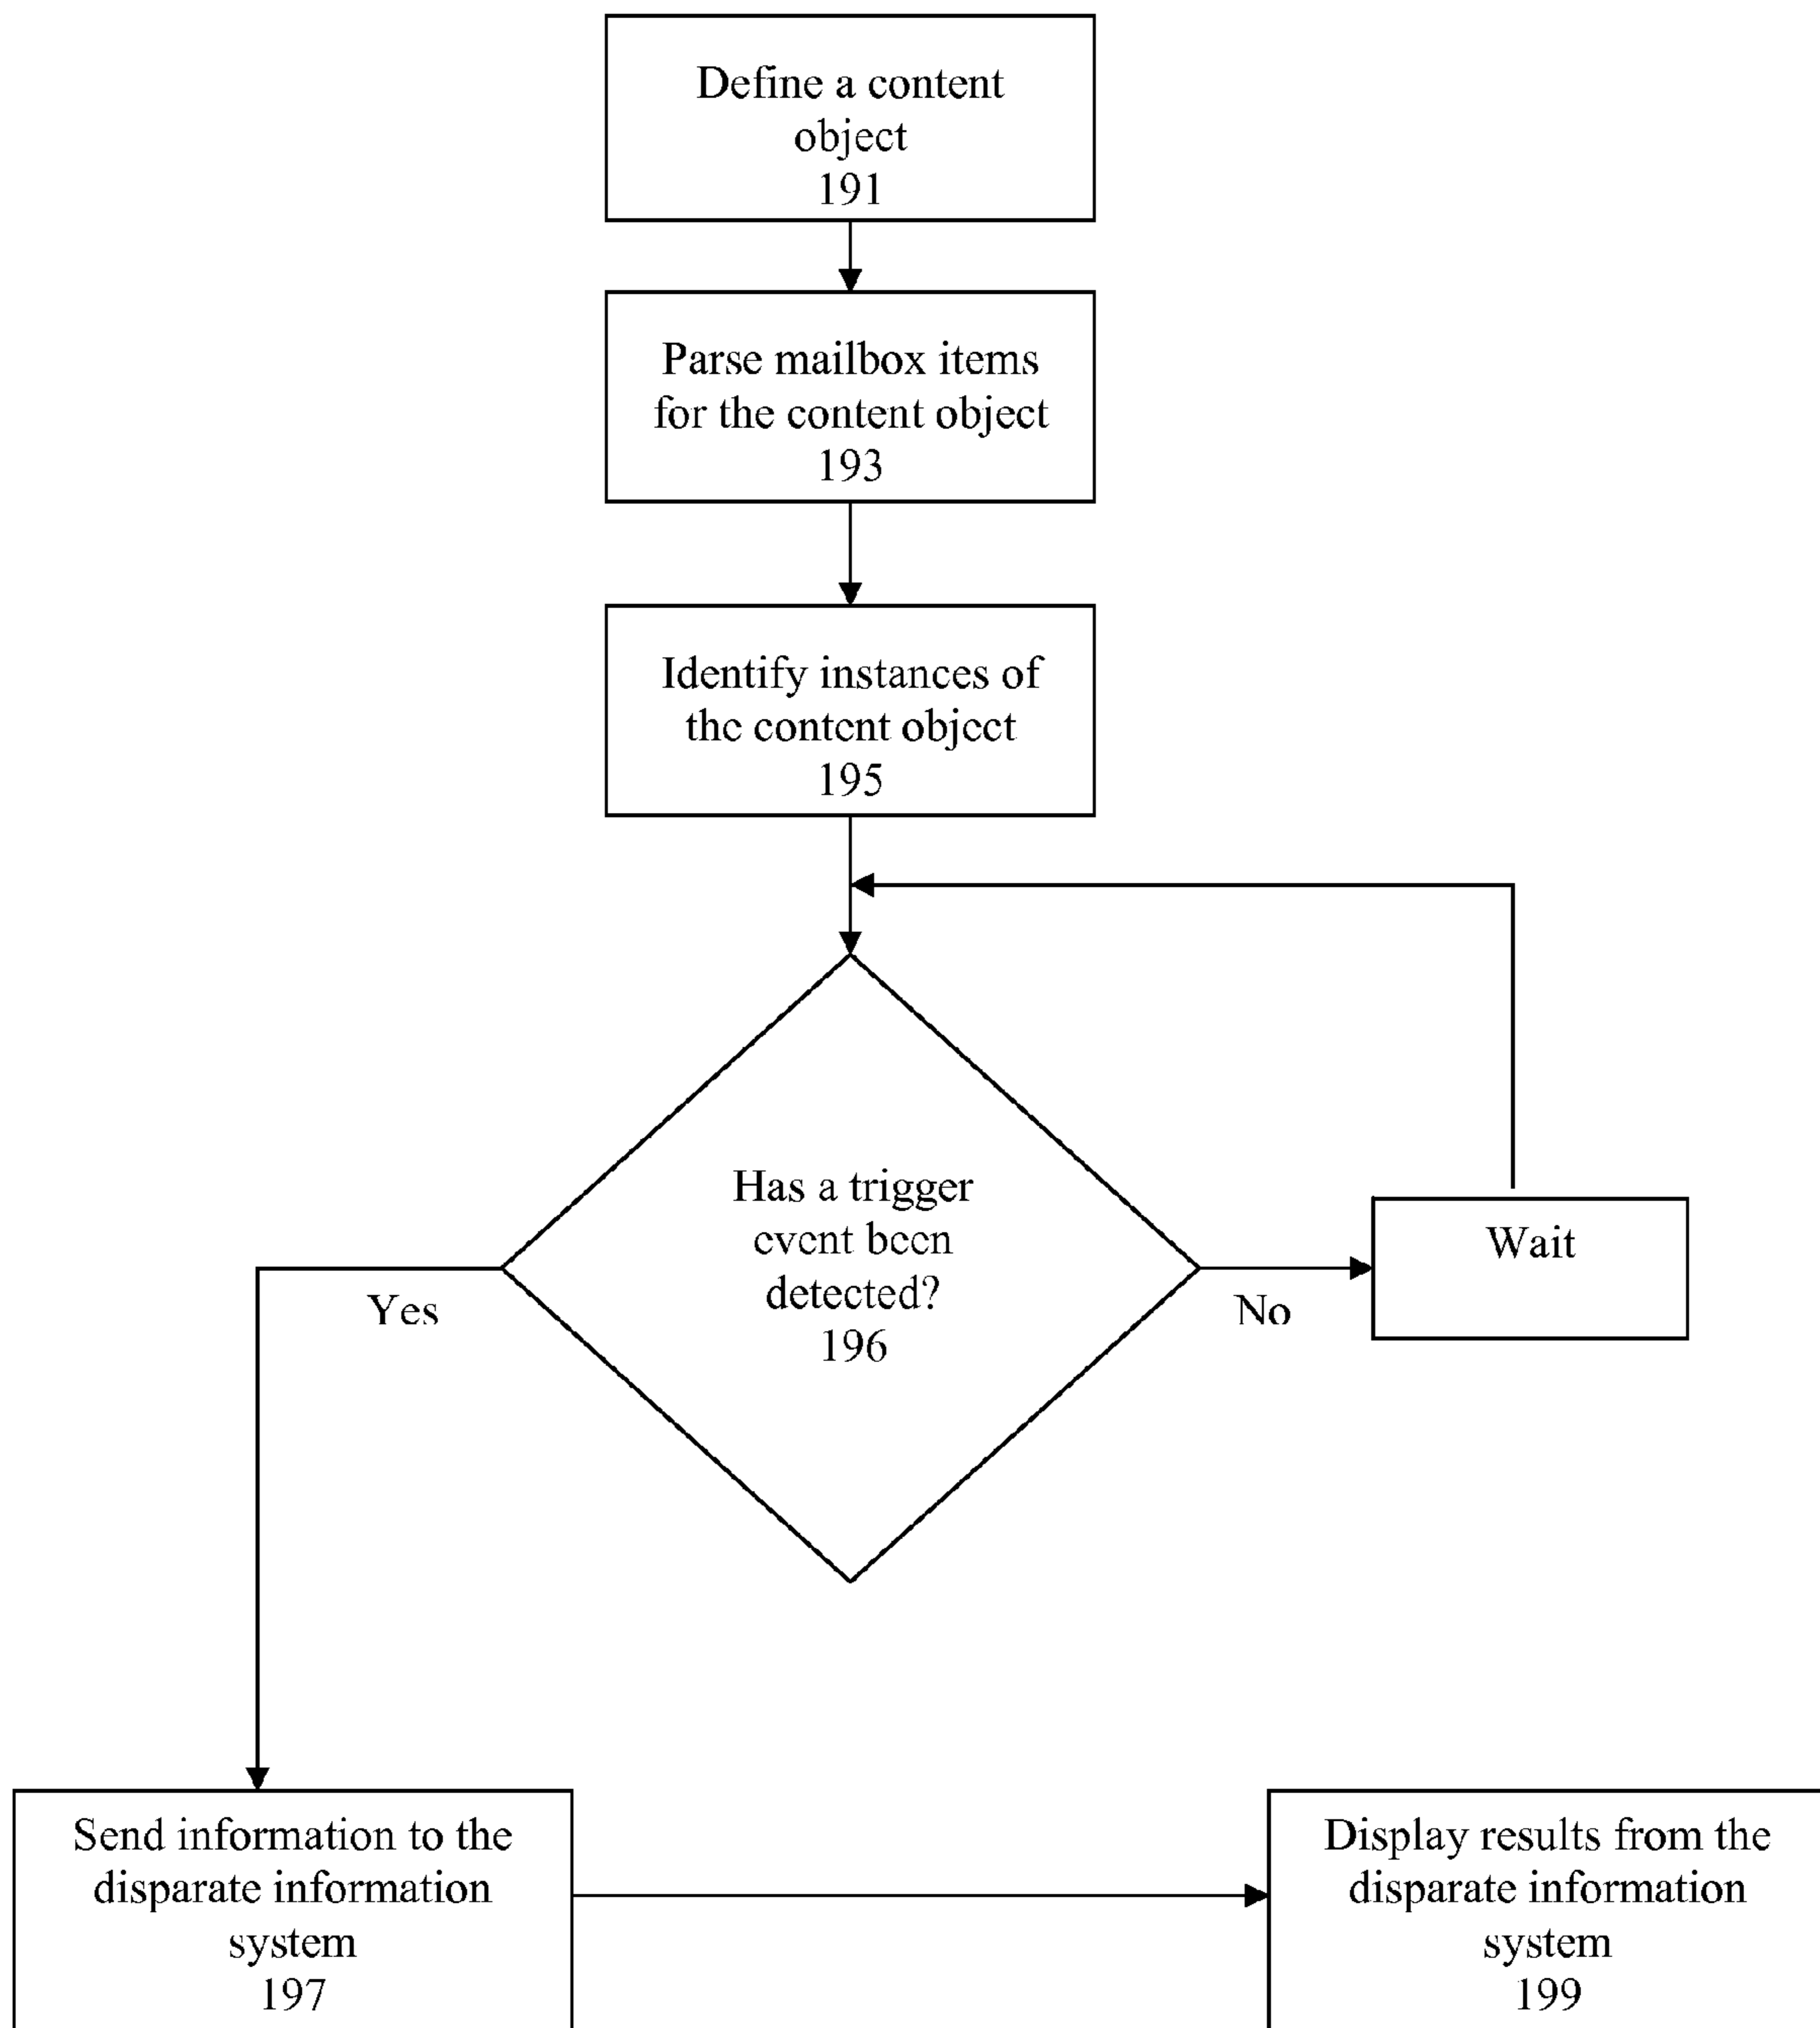 Define a content
object
191
Parse mailbox items
for the content object
193
Identify instances of
the content object
195
Has a trigger
event been
detected?
196
Yes
No
Wait
Send information to the
disparate information
system
197
Display results from the
disparate information
system
199